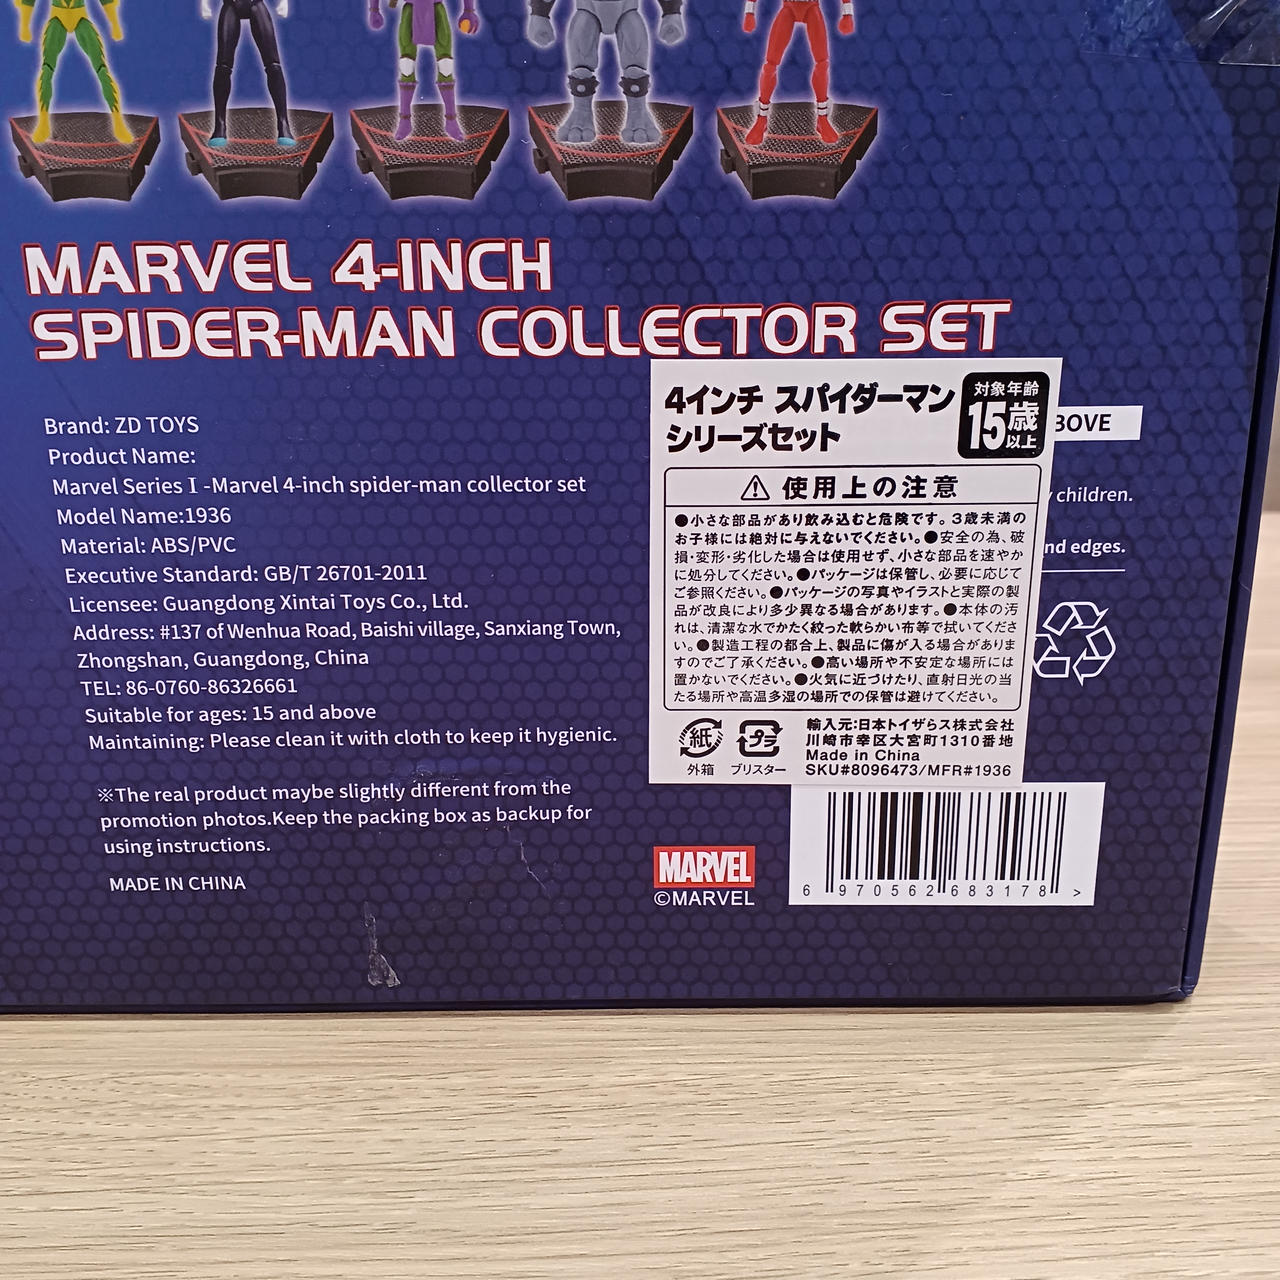 MARVEL 4-INCH
SPIDER-MAN COLLECTOR SET
Brand: ZD TOYS
Product Name:
Marvel Series I -Marvel 4-inch spider-man collector set
Model Name:1936
Material: ABS/PVC
Executive Standard: GB/T 26701-2011
Licensee: Guangdong Xintai Toys Co., Ltd.
Address: #137 of Wenhua Road, Baishi village, Sanxiang Town,
Zhongshan, Guangdong, China
TEL: 86-0760-86326661
Suitable for ages: 15 and above
Maintaining: Please clean it with cloth to keep it hygienic.
※The real product maybe slightly different from the
promotion photos.Keep the packing box as backup for
using instructions.
MADE IN CHINA
4インチ スパイダーマン
シリーズセット
対象年齢
15歳
以上
⚠ 使用上の注意
●小さな部品があり飲み込むと危険です。3歳未満の
お子様には絶対に与えないでください。●安全の為、破
損・変形・劣化した場合は使用せず、小さな部品を速やか
に処分してください。●パッケージは保管し、必要に応じて
ご参照ください。●パッケージの写真やイラストと実際の製
品が改良により多少異なる場合があります。●本体の汚
れは、清潔な水でかたく絞った軟らかい布等で拭いてくださ
い。●製造工程の都合上、製品に傷が入る場合がありま
すのでご了承ください。●高い場所や不安定な場所には
置かないでください。●火気に近づけたり、直射日光の当
たる場所や高温多湿の場所での保管は避けてください。
紙
外箱
プラ
ブリスター
輸入元:日本トイザらス株式会社
川崎市幸区大宮町1310番地
Made in China
SKU#8096473/MFR#1936
BOVE
children.
nd edges.
MARVEL
©MARVEL
6 970562 683178 >